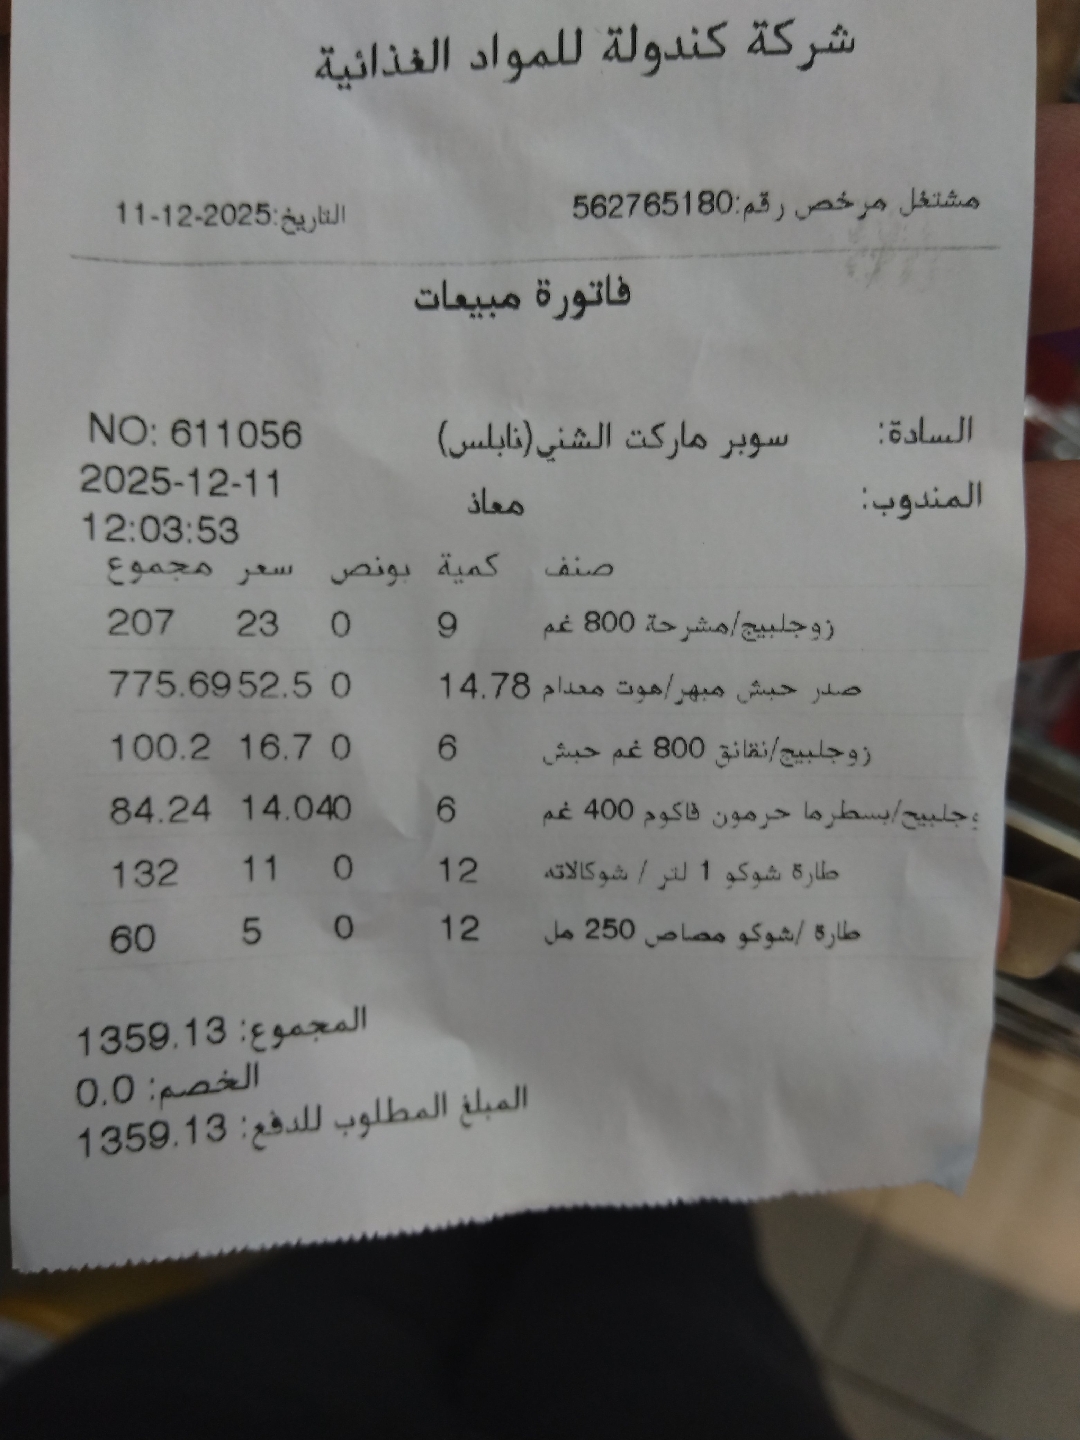 شركة كندولة للمواد الغذائية
مشتغل مرخص رقم:562765180 التاريخ:2025-12-11
فاتورة مبيعات
السادة: سوبر ماركت الشني(نابلس) NO: 611056
المندوب: معاذ 2025-12-11
12:03:53
صنف كمية بونص سعر مجموع
زوجلبيج/مشرحة 800 غم 9 0 23 207
صدر حبش مبهر/هوت معدام 14.78 0 52.5 775.69
زوجلبيج/نقانق 800 غم حبش 6 0 16.7 100.2
وجلبيج/بسطرما حرمون فاكوم 400 غم 6 0 14.04 84.24
طارة شوكو 1 لتر / شوكالاته 12 0 11 132
طارة /شوكو مصاص 250 مل 12 0 5 60
المجموع: 1359.13
الخصم: 0.0
المبلغ المطلوب للدفع: 1359.13